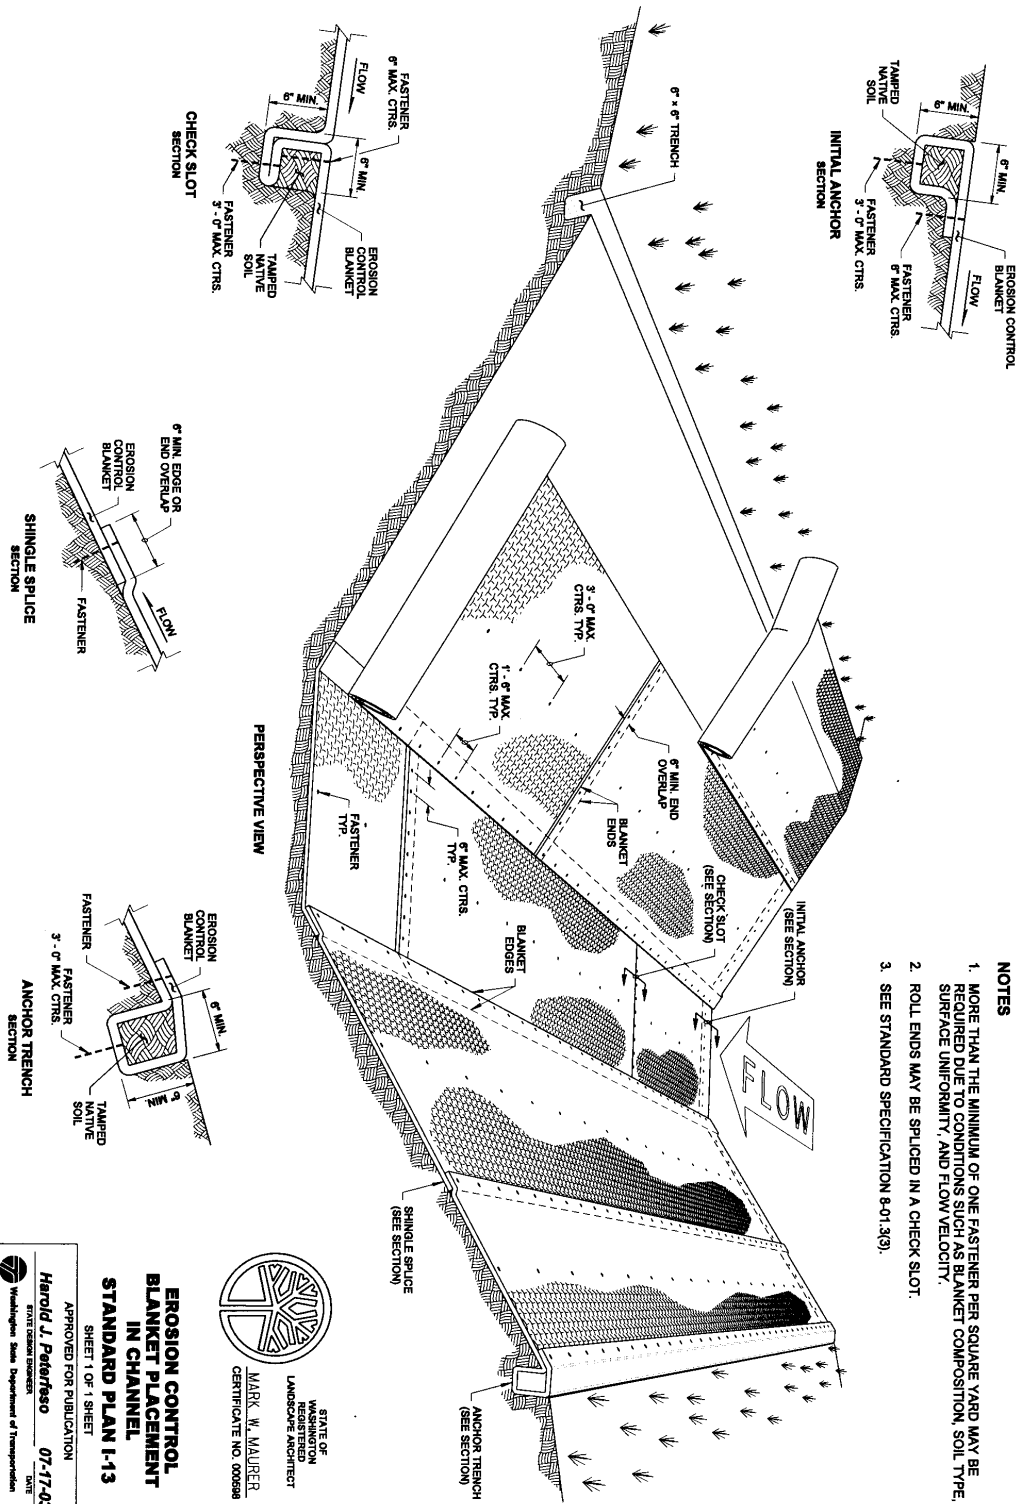 NOTES
1. MORE THAN THE MINIMUM OF ONE FASTENER PER SQUARE YARD MAY BE
REQUIRED DUE TO CONDITIONS SUCH AS BLANKET COMPOSITION, SOIL TYPE,
SURFACE UNIFORMITY, AND FLOW VELOCITY.
2. ROLL ENDS MAY BE SPLICED IN A CHECK SLOT.
3. SEE STANDARD SPECIFICATION 8-01.3(3).
EROSION CONTROL
BLANKET
FLOW
6" MIN.
6" MIN.
TAMPED
NATIVE
SOIL
FASTENER
6" MAX. CTRS.
FASTENER
3' - 0" MAX. CTRS.
INITIAL ANCHOR
SECTION
6" × 6" TRENCH
FLOW
INITIAL ANCHOR
(SEE SECTION)
CHECK SLOT
(SEE SECTION)
6" MIN. END
OVERLAP
BLANKET
ENDS
3' - 0" MAX.
CTRS. TYP.
1' - 6" MAX.
CTRS. TYP.
6" MAX. CTRS.
TYP.
FASTENER
TYP.
BLANKET
EDGES
SHINGLE SPLICE
(SEE SECTION)
ANCHOR TRENCH
(SEE SECTION)
PERSPECTIVE VIEW
FASTENER
6" MAX. CTRS.
FLOW
6" MIN.
6" MIN.
EROSION
CONTROL
BLANKET
TAMPED
NATIVE
SOIL
FASTENER
3' - 0" MAX. CTRS.
CHECK SLOT
SECTION
6" MIN. EDGE OR
END OVERLAP
EROSION
CONTROL
BLANKET
FLOW
FASTENER
SHINGLE SPLICE
SECTION
EROSION
CONTROL
BLANKET
6" MIN.
FASTENER
FASTENER
3' - 0" MAX. CTRS.
6" MIN.
TAMPED
NATIVE
SOIL
ANCHOR TRENCH
SECTION
STATE OF
WASHINGTON
REGISTERED
LANDSCAPE ARCHITECT
MARK W. MAURER
CERTIFICATE NO. 000598
EROSION CONTROL
BLANKET PLACEMENT
IN CHANNEL
STANDARD PLAN I-13
SHEET 1 OF 1 SHEET
APPROVED FOR PUBLICATION
Harold J. Peterfeso
STATE DESIGN ENGINEER
DATE
Washington State Department of Transportation